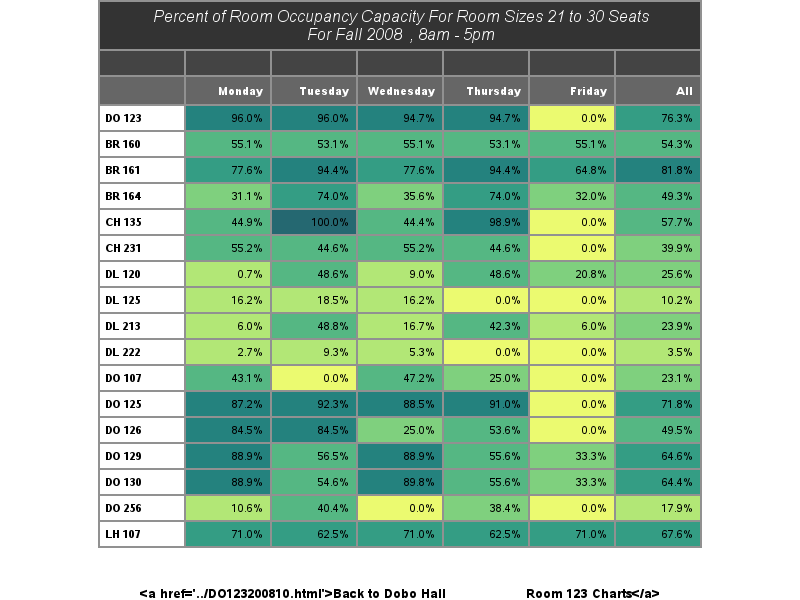 Percent of Room Occupancy Capacity For Room Sizes 21 to 30 Seats
For Fall 2008 , 8am - 5pm
Monday Tuesday Wednesday Thursday Friday All
DO 123 96.0% 96.0% 94.7% 94.7% 0.0% 76.3%
BR 160 55.1% 53.1% 55.1% 53.1% 55.1% 54.3%
BR 161 77.6% 94.4% 77.6% 94.4% 64.8% 81.8%
BR 164 31.1% 74.0% 35.6% 74.0% 32.0% 49.3%
CH 135 44.9% 100.0% 44.4% 98.9% 0.0% 57.7%
CH 231 55.2% 44.6% 55.2% 44.6% 0.0% 39.9%
DL 120 0.7% 48.6% 9.0% 48.6% 20.8% 25.6%
DL 125 16.2% 18.5% 16.2% 0.0% 0.0% 10.2%
DL 213 6.0% 48.8% 16.7% 42.3% 6.0% 23.9%
DL 222 2.7% 9.3% 5.3% 0.0% 0.0% 3.5%
DO 107 43.1% 0.0% 47.2% 25.0% 0.0% 23.1%
DO 125 87.2% 92.3% 88.5% 91.0% 0.0% 71.8%
DO 126 84.5% 84.5% 25.0% 53.6% 0.0% 49.5%
DO 129 88.9% 56.5% 88.9% 55.6% 33.3% 64.6%
DO 130 88.9% 54.6% 89.8% 55.6% 33.3% 64.4%
DO 256 10.6% 40.4% 0.0% 38.4% 0.0% 17.9%
LH 107 71.0% 62.5% 71.0% 62.5% 71.0% 67.6%
<a href='../DO123200810.html'>Back to Dobo Hall Room 123 Charts</a>